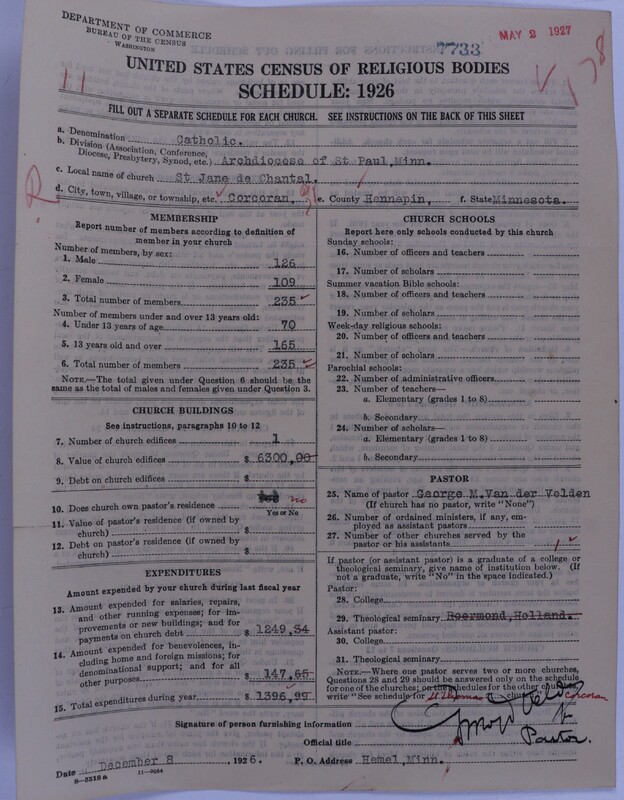 DEPARTMENT OF COMMERCE
BUREAU OF THE CENSUS
WASHINGTON
7733
MAY 2 1927
UNITED STATES CENSUS OF RELIGIOUS BODIES
SCHEDULE: 1926
FILL OUT A SEPARATE SCHEDULE FOR EACH CHURCH. SEE INSTRUCTIONS ON THE BACK OF THIS SHEET
a. Denomination Catholic.
b. Division (Association, Conference, Diocese, Presbytery, Synod, etc.) Archdiocese of St Paul,Minn.
c. Local name of church St Jane de Chantal.
d. City, town, village, or township, etc. Corcoran, e. County Hennepin, f. State Minnesota.
MEMBERSHIP
Report number of members according to definition of
member in your church
Number of members, by sex:
1. Male 126
2. Female 109
3. Total number of members 235
Number of members under and over 13 years old:
4. Under 13 years of age 70
5. 13 years old and over 165
6. Total number of members 235
NOTE.—The total given under Question 6 should be the
same as the total of males and females given under Question 3.
CHURCH BUILDINGS
See instructions, paragraphs 10 to 12
7. Number of church edifices 1
8. Value of church edifices $ 6300,00
9. Debt on church edifices $
10. Does church own pastor's residence no
Yes or No
11. Value of pastor's residence (if owned by
church) $
12. Debt on pastor's residence (if owned by
church) $
EXPENDITURES
Amount expended by your church during last fiscal year
13. Amount expended for salaries, repairs,
and other running expenses; for im-
provements or new buildings; and for
payments on church debt $ 1249,34
14. Amount expended for benevolences, in-
cluding home and foreign missions; for
denominational support; and for all
other purposes $ 147,65
15. Total expenditures during year $ 1396,99
CHURCH SCHOOLS
Report here only schools conducted by this church
Sunday schools:
16. Number of officers and teachers
17. Number of scholars
Summer vacation Bible schools:
18. Number of officers and teachers
19. Number of scholars
Week-day religious schools:
20. Number of officers and teachers
21. Number of scholars
Parochial schools:
22. Number of administrative officers
23. Number of teachers—
a. Elementary (grades 1 to 8)
b. Secondary
24. Number of scholars—
a. Elementary (grades 1 to 8)
b. Secondary
PASTOR
25. Name of pastor George M.Van der Velden
(If church has no pastor, write "None")
26. Number of ordained ministers, if any, em-
ployed as assistant pastors
27. Number of other churches served by the
pastor or his assistants 1
If pastor (or assistant pastor) is a graduate of a college or
theological seminary, give name of institution below. (If
not a graduate, write "No" in the space indicated.)
Pastor:
28. College
29. Theological seminary Roermond,Holland.
Assistant pastor:
30. College
31. Theological seminary
NOTE.—Where one pastor serves two or more churches,
Questions 28 and 29 should be answered only on the schedule
for one of the churches; on the schedules for the other churches
write "See schedule for St Thomas church" Corcoran
Signature of person furnishing information
Official title Pastor.
Date December 8, 1926. P. O. Address Hamel,Minn.
8-5518a 11-9084